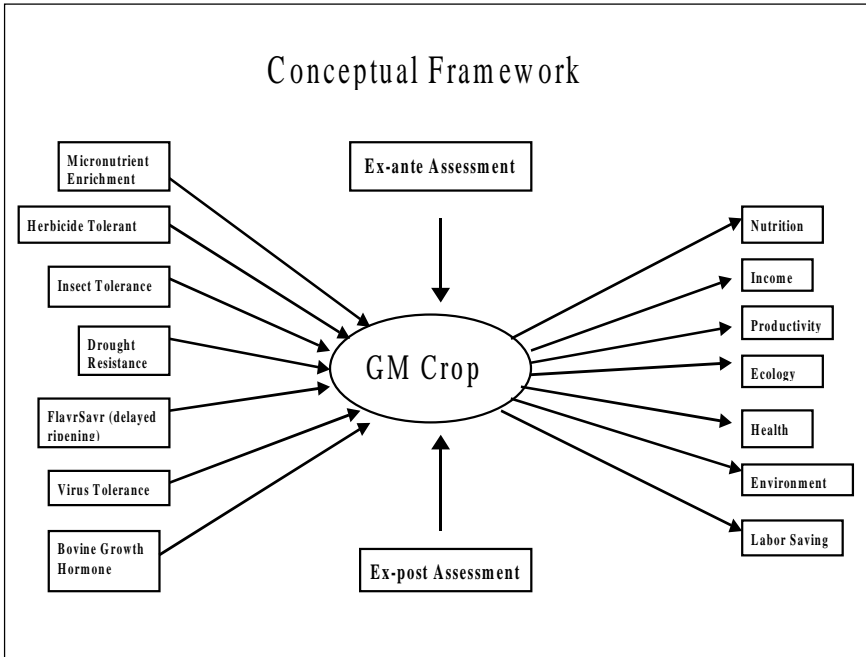 Conceptual Framework
Micronutrient
Enrichment
Herbicide Tolerant
Insect Tolerance
Drought
Resistance
FlavrSavr (delayed
ripening)
Virus Tolerance
Bovine Growth
Hormone
Ex-ante Assessment
GM Crop
Ex-post Assessment
Nutrition
Income
Productivity
Ecology
Health
Environment
Labor Saving